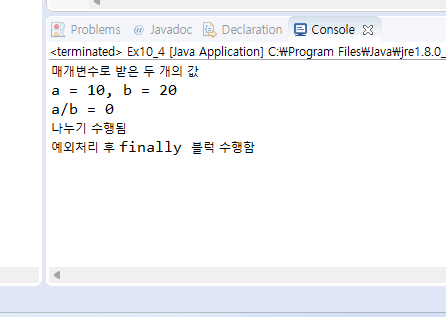 Problems @ Javadoc Declaration Console
<terminated> Ex10_4 [Java Application] C:₩Program Files₩Java₩jre1.8.0_
매개변수로 받은 두 개의 값
a = 10, b = 20
a/b = 0
나누기 수행됨
예외처리 후 finally 블럭 수행함